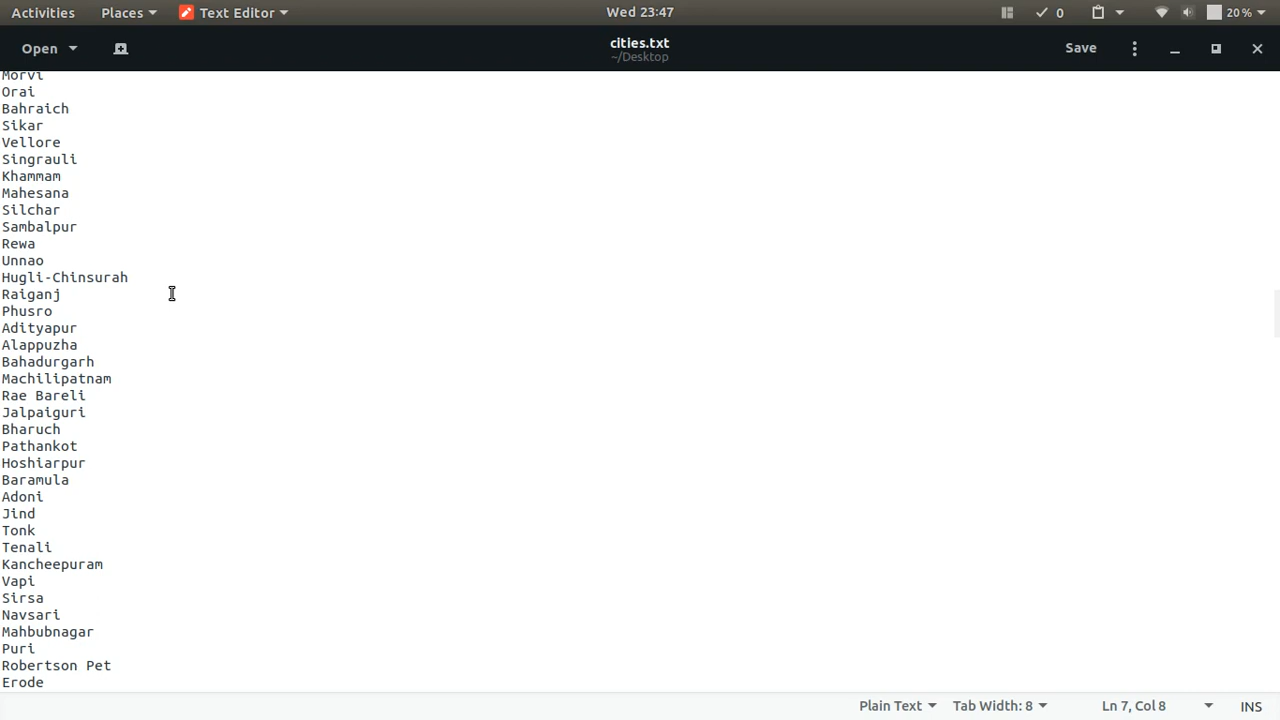 Activities Places Text Editor Wed 23:47 0 20 %
Open cities.txt Save
~/Desktop
Morvi
Orai
Bahraich
Sikar
Vellore
Singrauli
Khammam
Mahesana
Silchar
Sambalpur
Rewa
Unnao
Hugli-Chinsurah
Raiganj
Phusro
Adityapur
Alappuzha
Bahadurgarh
Machilipatnam
Rae Bareli
Jalpaiguri
Bharuch
Pathankot
Hoshiarpur
Baramula
Adoni
Jind
Tonk
Tenali
Kancheepuram
Vapi
Sirsa
Navsari
Mahbubnagar
Puri
Robertson Pet
Erode
Plain Text Tab Width: 8 Ln 7, Col 8 INS